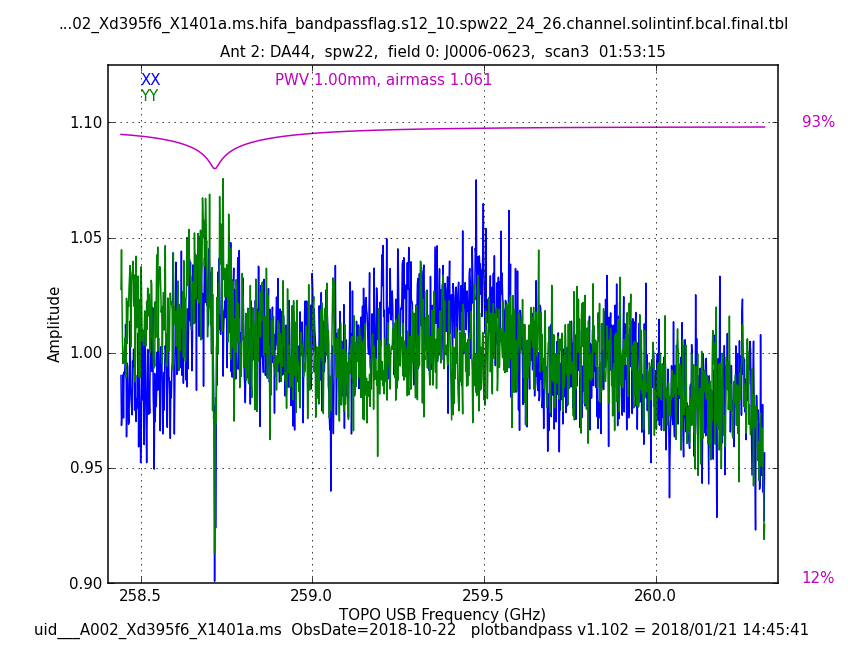 ...02_Xd395f6_X1401a.ms.hifa_bandpassflag.s12_10.spw22_24_26.channel.solintinf.bcal.final.tbl
Ant 2: DA44,  spw22,  field 0: J0006-0623,  scan3  01:53:15
XX
YY
PWV 1.00mm, airmass 1.061
93%
12%
1.10
1.05
1.00
0.95
0.90
Amplitude
258.5 259.0 259.5 260.0
TOPO USB Frequency (GHz)
uid___A002_Xd395f6_X1401a.ms  ObsDate=2018-10-22   plotbandpass v1.102 = 2018/01/21 14:45:41